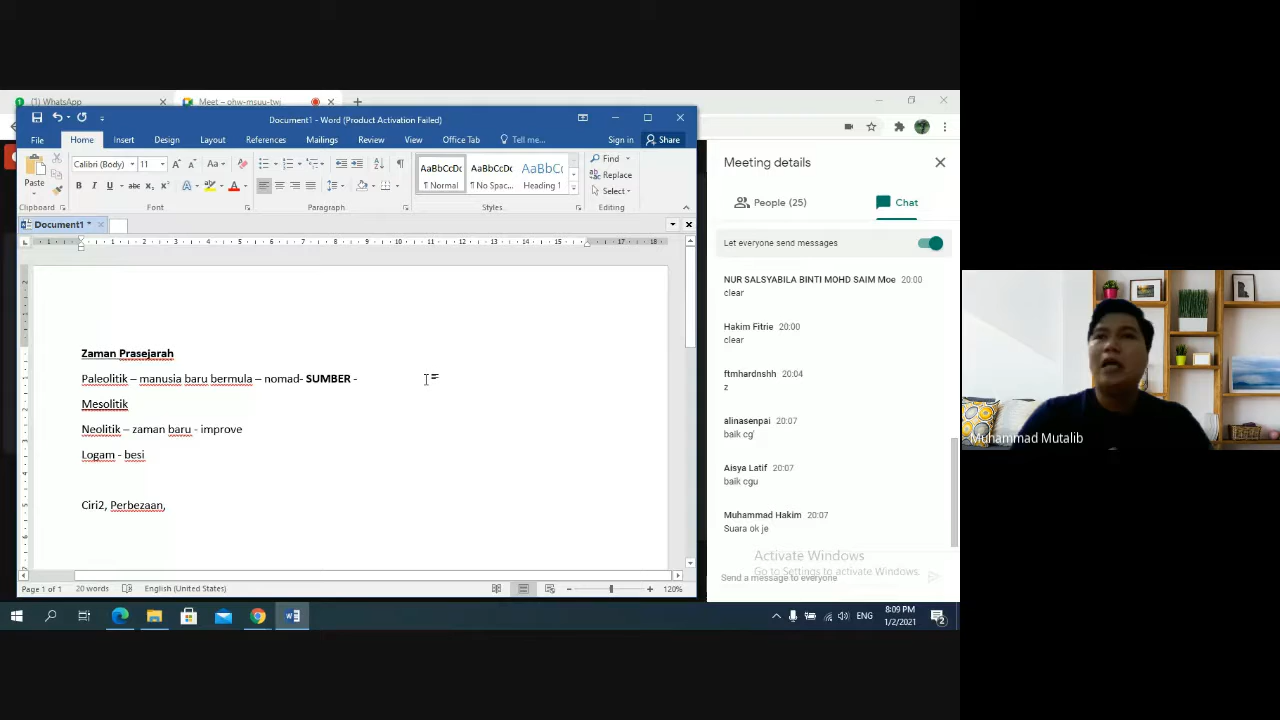 (1) WhatsApp
Meet – ohw-msuu-twj
Document1 - Word (Product Activation Failed)
File Home Insert Design Layout References Mailings Review View Office Tab Tell me... Sign in Share
Paste
Calibri (Body) 11
AaBbCcDc AaBbCcDc AaBbC(
¶ Normal ¶ No Spac... Heading 1
Find
Replace
Select
Clipboard Font Paragraph Styles Editing
Document1 *
Zaman Prasejarah
Paleolitik – manusia baru bermula – nomad- SUMBER -
Mesolitik
Neolitik – zaman baru - improve
Logam - besi
Ciri2, Perbezaan,
Page 1 of 1 20 words English (United States) 120%
Meeting details
People (25) Chat
Let everyone send messages
NUR SALSYABILA BINTI MOHD SAIM Moe 20:00
clear
Hakim Fitrie 20:00
clear
ftmhardnshh 20:04
z
alinasenpai 20:07
baik cg'
Aisya Latif 20:07
baik cgu
Muhammad Hakim 20:07
Suara ok je
Activate Windows
Go to Settings to activate Windows.
Send a message to everyone
ENG
8:09 PM
1/2/2021
2
Muhammad Mutalib